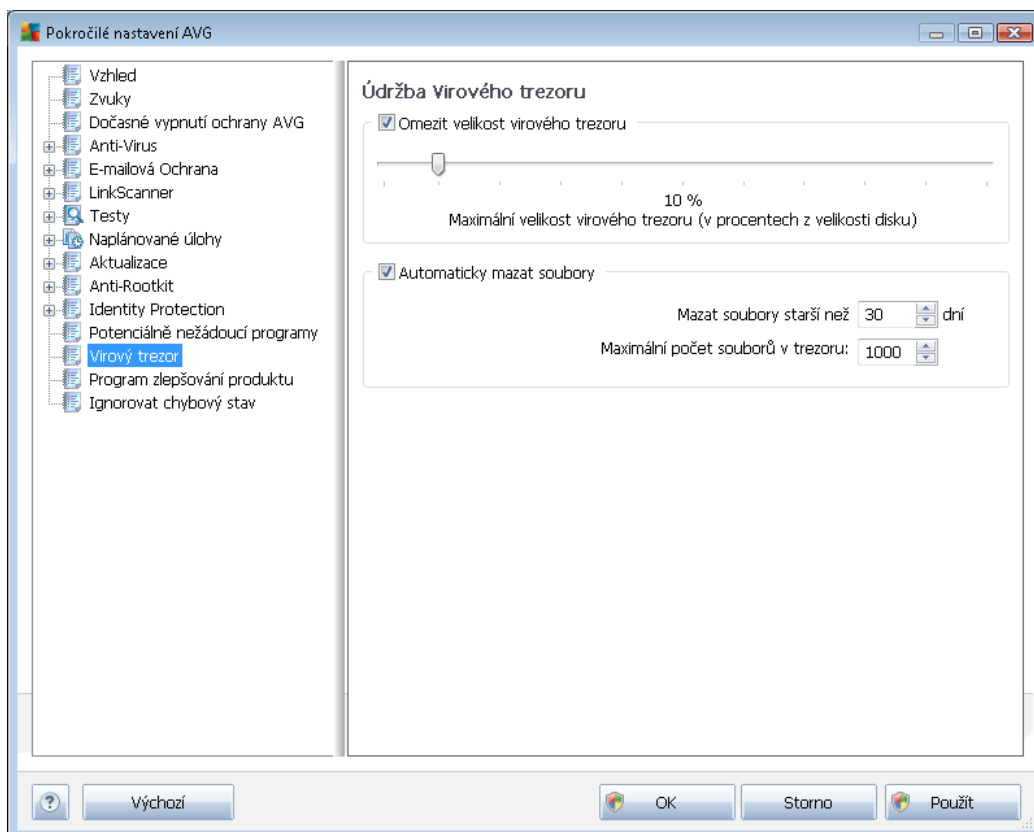 Pokročilé nastavení AVG
Vzhled
Zvuky
Dočasné vypnutí ochrany AVG
Anti-Virus
E-mailová Ochrana
LinkScanner
Testy
Naplánované úlohy
Aktualizace
Anti-Rootkit
Identity Protection
Potenciálně nežádoucí programy
Virový trezor
Program zlepšování produktu
Ignorovat chybový stav
Údržba Virového trezoru
Omezit velikost virového trezoru
10 %
Maximální velikost virového trezoru (v procentech z velikosti disku)
Automaticky mazat soubory
Mazat soubory starší než 30 dní
Maximální počet souborů v trezoru: 1000
? Výchozí OK Storno Použít